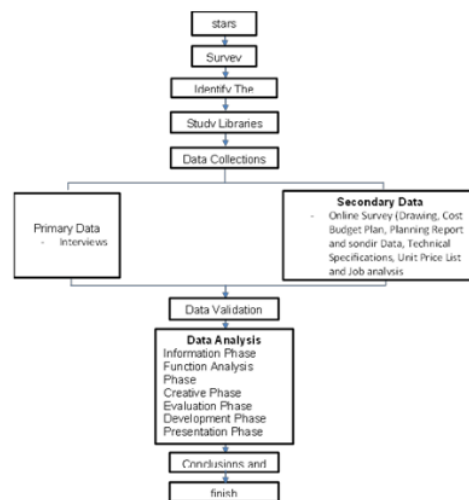 stars
Survey
Identify The
Study Libraries
Data Collections
Primary Data
- Interviews
Secondary Data
- Online Survey (Drawing, Cost
Budget Plan, Planning Report
and sondir Data, Technical
Specifications, Unit Price List
and Job analysis
Data Validation
Data Analysis
Information Phase
Function Analysis
Phase
Creative Phase
Evaluation Phase
Development Phase
Presentation Phase
Conclusions and
finish